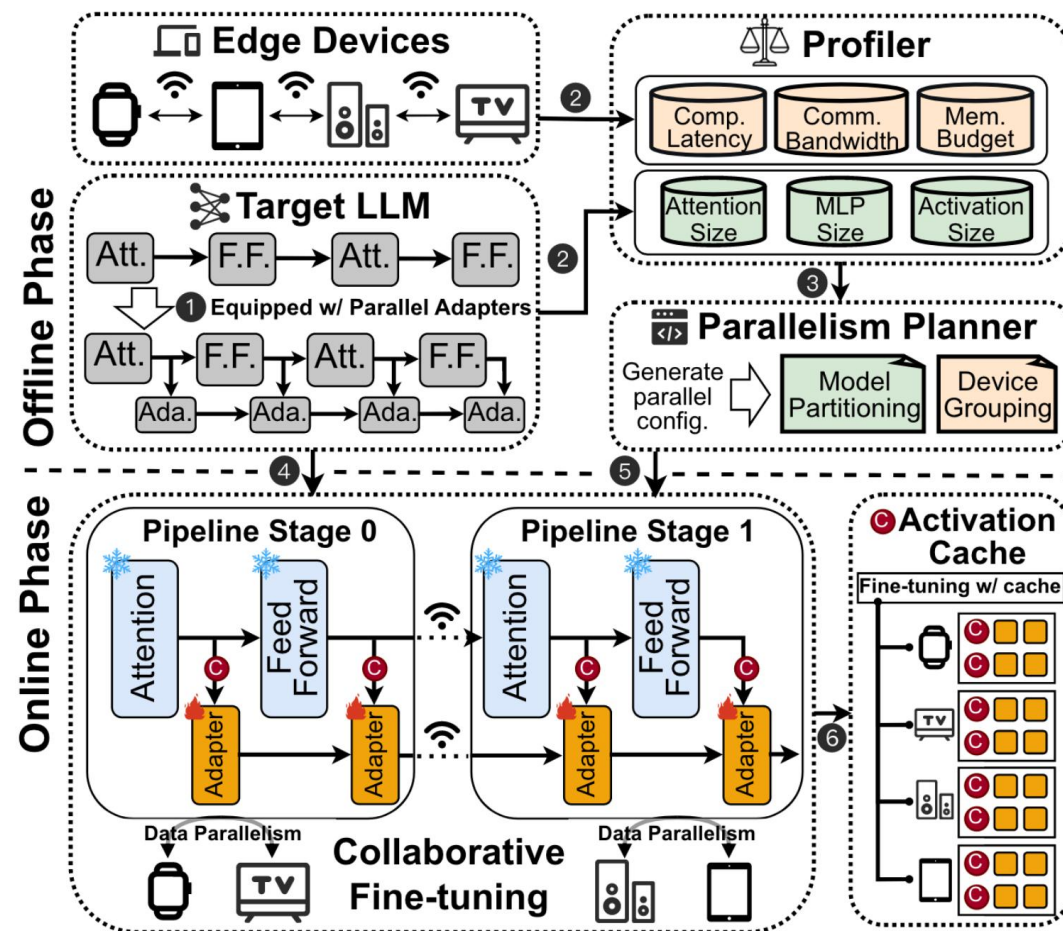 Offline Phase
Edge Devices
TV
2
Profiler
Comp.
Latency
Comm.
Bandwidth
Mem.
Budget
Attention
Size
MLP
Size
Activation
Size
Target LLM
Att.
F.F.
Att.
F.F.
2
1 Equipped w/ Parallel Adapters
Att.
F.F.
Att.
F.F.
Ada.
Ada.
Ada.
Ada.
3
</>
Parallelism Planner
Generate
parallel
config.
Model
Partitioning
Device
Grouping
4
5
Online Phase
Pipeline Stage 0
Attention
Feed
Forward
C
C
Adapter
Adapter
Pipeline Stage 1
Attention
Feed
Forward
C
C
Adapter
Adapter
Data Parallelism
TV
Collaborative
Fine-tuning
Data Parallelism
6
C Activation
Cache
Fine-tuning w/ cache
C
C
TV
C
C
C
C
C
C